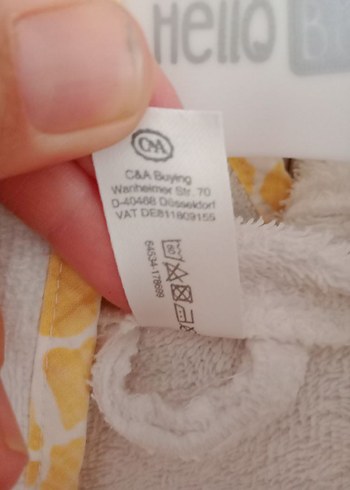 HellO
B
C&A
C&A Buying
Wanheimer Str. 70
D-40468 Düsseldorf
VAT DE811809155
64534-178689